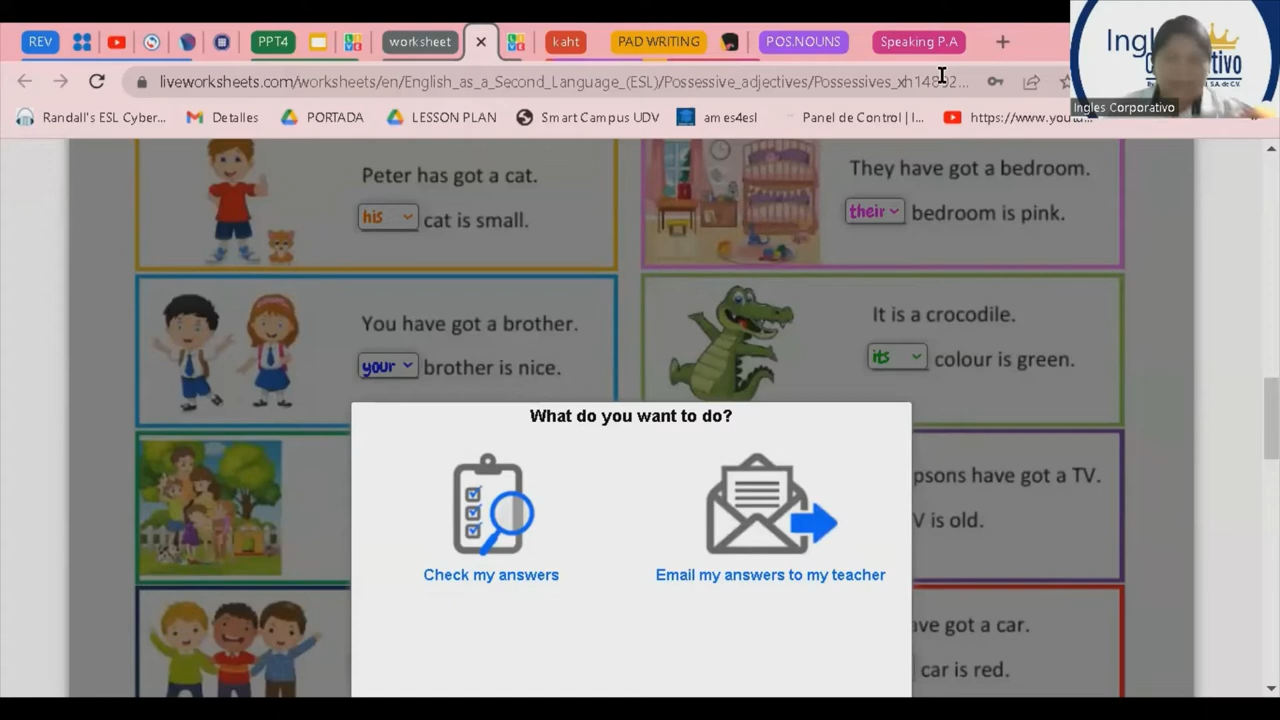 REV
PPT4
worksheet
kaht
PAD WRITING
POS.NOUNS
Speaking P.A
liveworksheets.com/worksheets/en/English_as_a_Second_Language_(ESL)/Possessive_adjectives/Possessives_xh14892...
Ingles Corporativo
Randall's ESL Cyber...
Detalles
PORTADA
LESSON PLAN
Smart Campus UDV
am es4esl
Panel de Control | I...
Peter has got a cat.
his cat is small.
They have got a bedroom.
their bedroom is pink.
You have got a brother.
your brother is nice.
It is a crocodile.
its colour is green.
What do you want to do?
Check my answers
Email my answers to my teacher
psons have got a TV.
V is old.
ave got a car.
car is red.